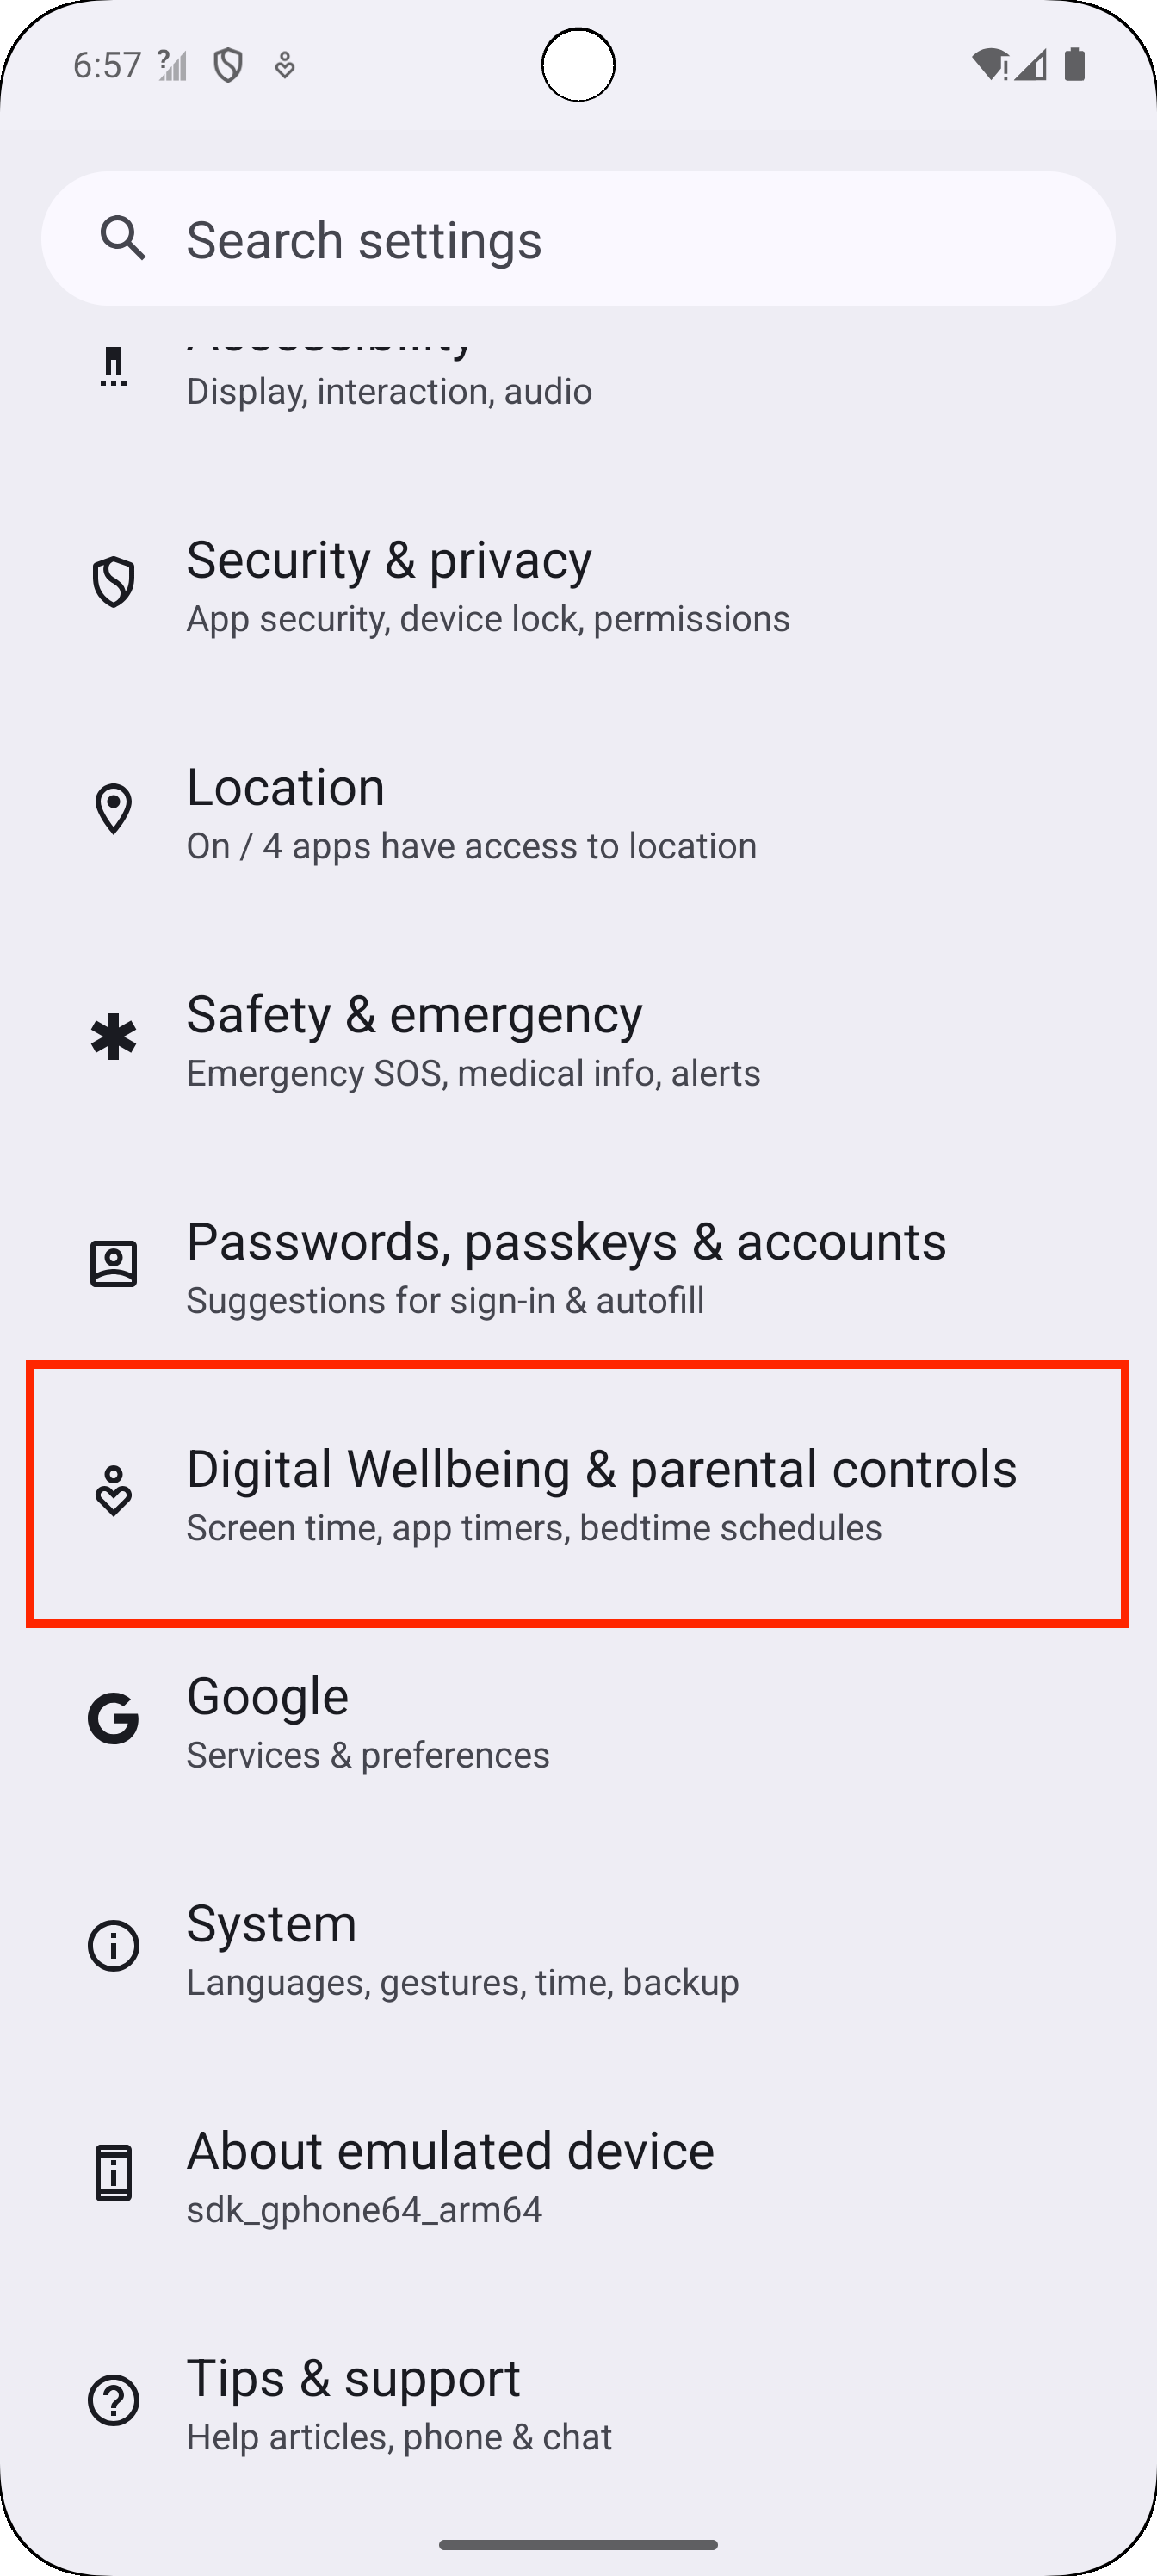 6:57
Search settings
Accessibility
Display, interaction, audio
Security & privacy
App security, device lock, permissions
Location
On / 4 apps have access to location
Safety & emergency
Emergency SOS, medical info, alerts
Passwords, passkeys & accounts
Suggestions for sign-in & autofill
Digital Wellbeing & parental controls
Screen time, app timers, bedtime schedules
Google
Services & preferences
System
Languages, gestures, time, backup
About emulated device
sdk_gphone64_arm64
Tips & support
Help articles, phone & chat